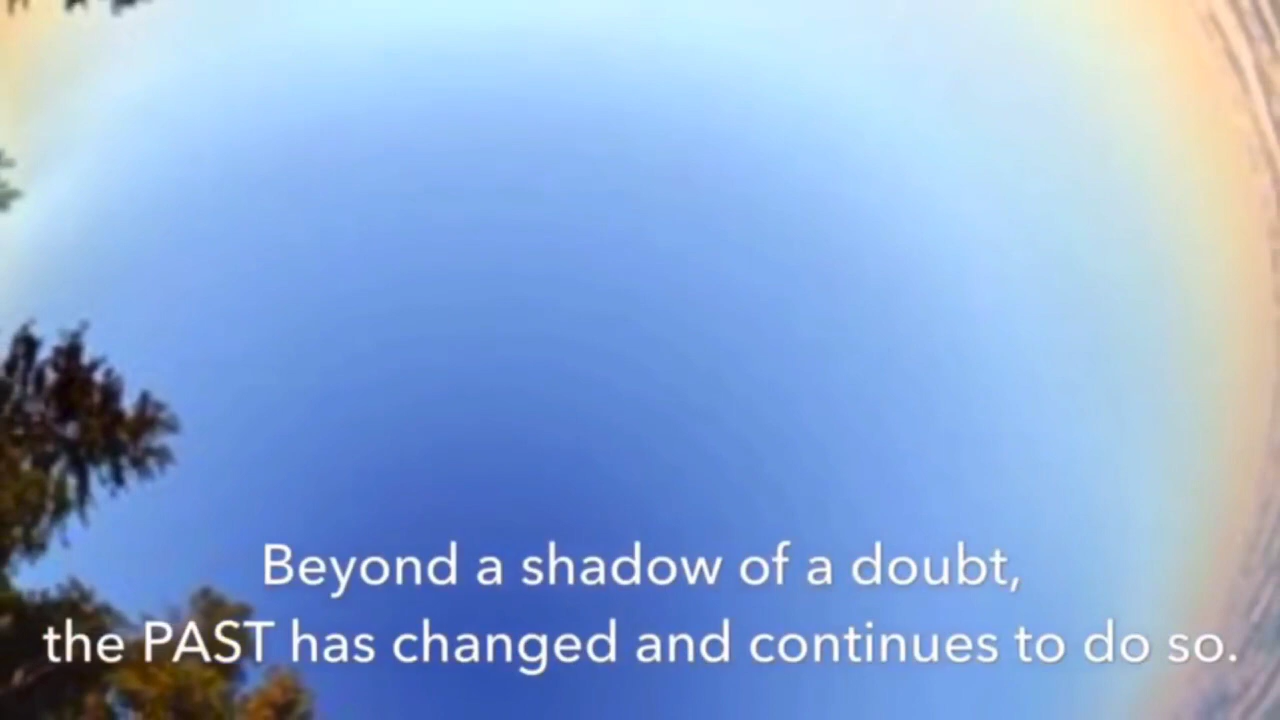 Beyond a shadow of a doubt,
the PAST has changed and continues to do so.